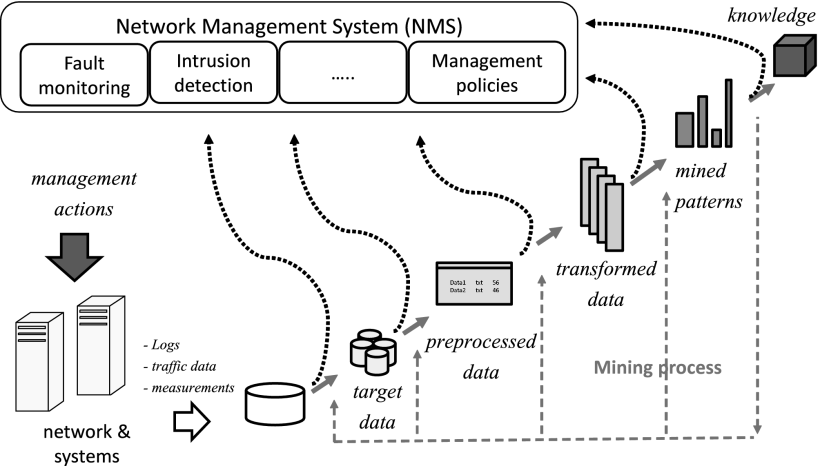 knowledge
Network Management System (NMS)
Fault
monitoring
Intrusion
detection
.....
Management
policies
management
actions
mined
patterns
transformed
data
Data1 txt 56
Data2 txt 46
preprocessed
data
- Logs
- traffic data
- measurements
target
data
Mining process
network &
systems